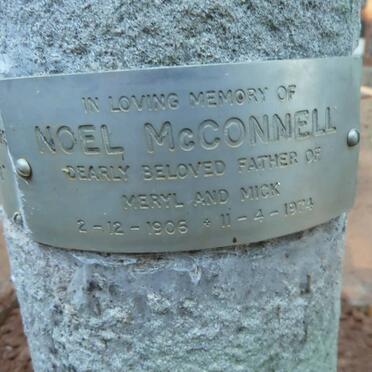 IN LOVING MEMORY OF
NOEL McCONNELL
DEARLY BELOVED FATHER OF
MERYL AND MICK
2-12-1906 + 11-4-1974